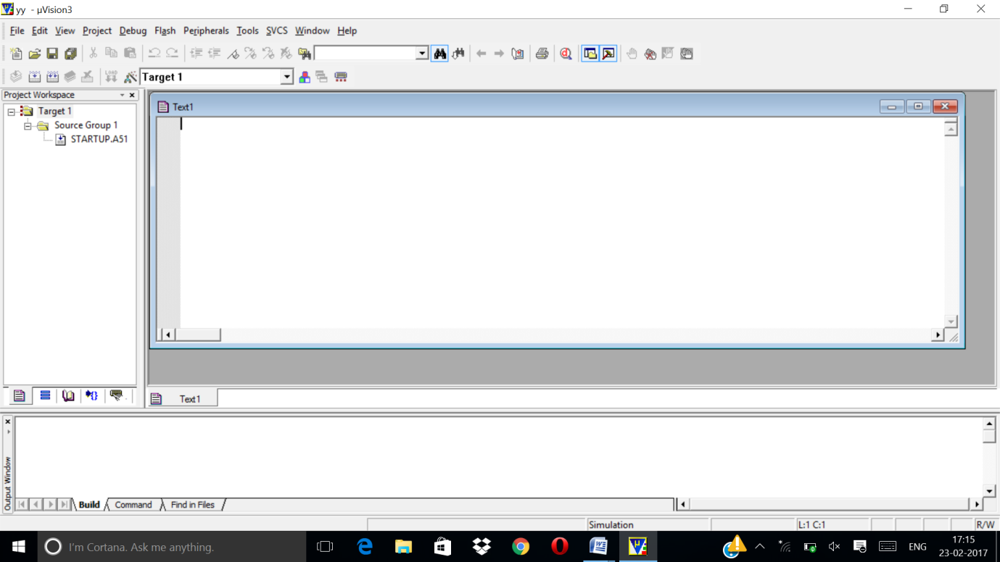 yy - µVision3
File Edit View Project Debug Flash Peripherals Tools SVCS Window Help
LOAD
Target 1
Project Workspace
Target 1
Source Group 1
STARTUP.A51
Text1
Text1
Output Window
Build Command Find in Files
Simulation L:1 C:1 R/W
I'm Cortana. Ask me anything.
ENG
17:15
23-02-2017